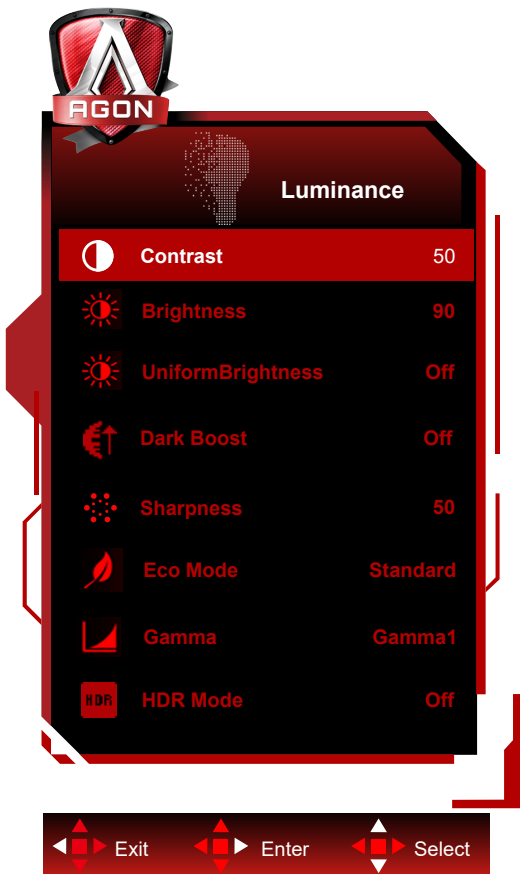 AGON
Luminance
Contrast 50
Brightness 90
UniformBrightness Off
Dark Boost Off
Sharpness 50
Eco Mode Standard
Gamma Gamma1
HDR HDR Mode Off
Exit Enter Select